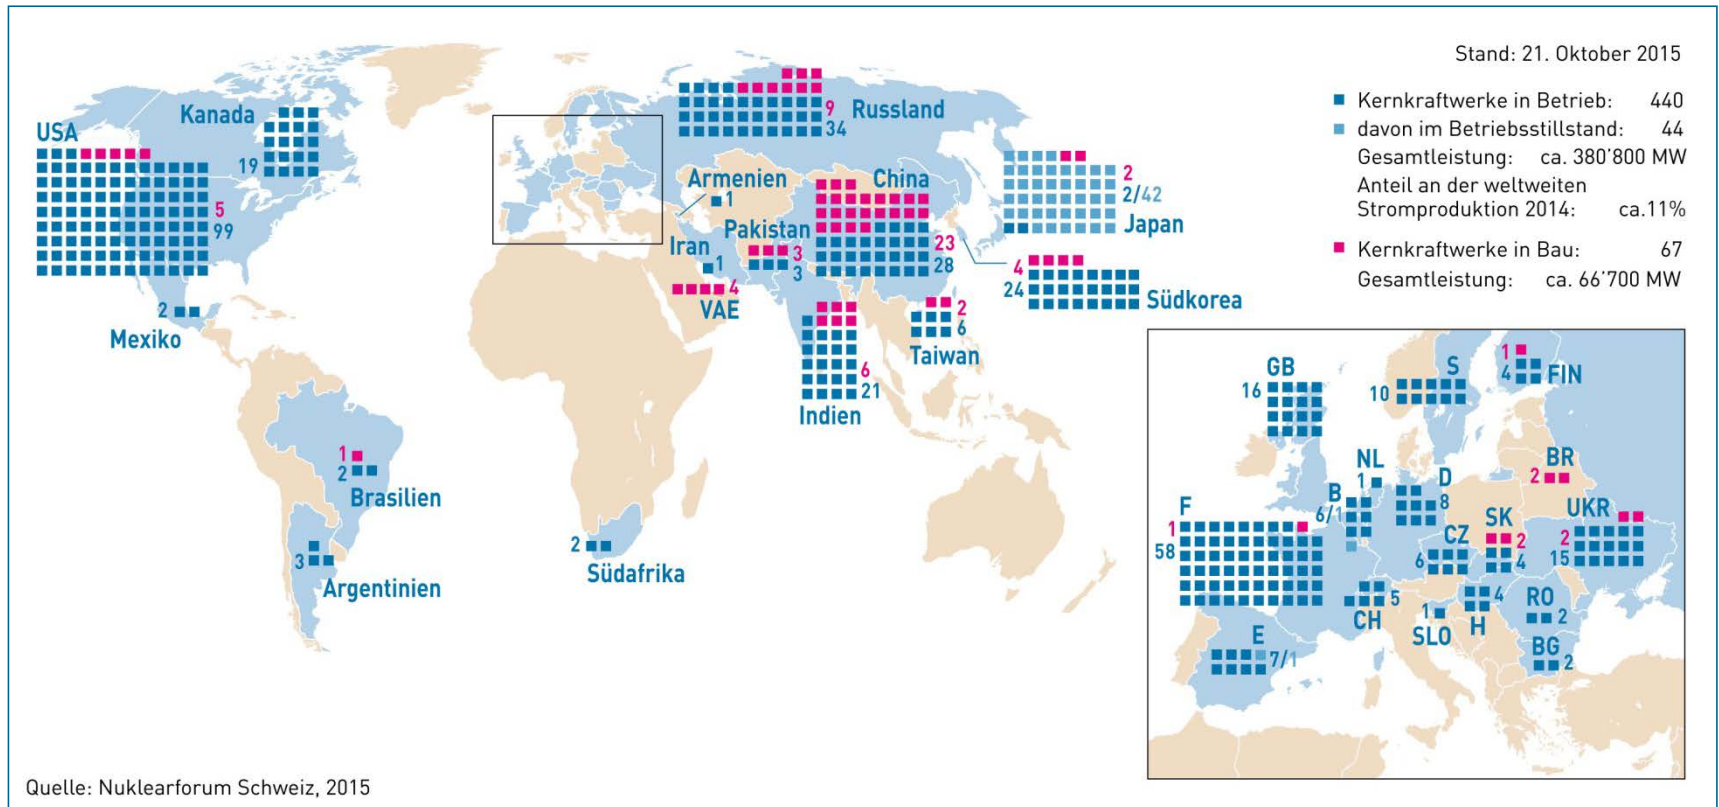 Stand: 21. Oktober 2015
Kernkraftwerke in Betrieb: 440
davon im Betriebsstillstand: 44
Gesamtleistung: ca. 380'800 MW
Anteil an der weltweiten
Stromproduktion 2014: ca.11%
Kernkraftwerke in Bau: 67
Gesamtleistung: ca. 66'700 MW
Kanada
19
USA
5
99
Mexiko
2
Brasilien
1
2
Argentinien
3
Südafrika
2
Russland
9
34
Armenien
1
Iran
1
Pakistan
3
3
VAE
4
China
23
28
Indien
6
21
Taiwan
2
6
Japan
2
2/42
Südkorea
4
24
GB
16
S
10
FIN
1
4
NL
1
B
6/1
D
8
BR
2
F
1
58
CZ
6
SK
2
4
UKR
2
15
CH
5
SLO
1
H
4
RO
2
BG
2
E
7/1
Quelle: Nuklearforum Schweiz, 2015